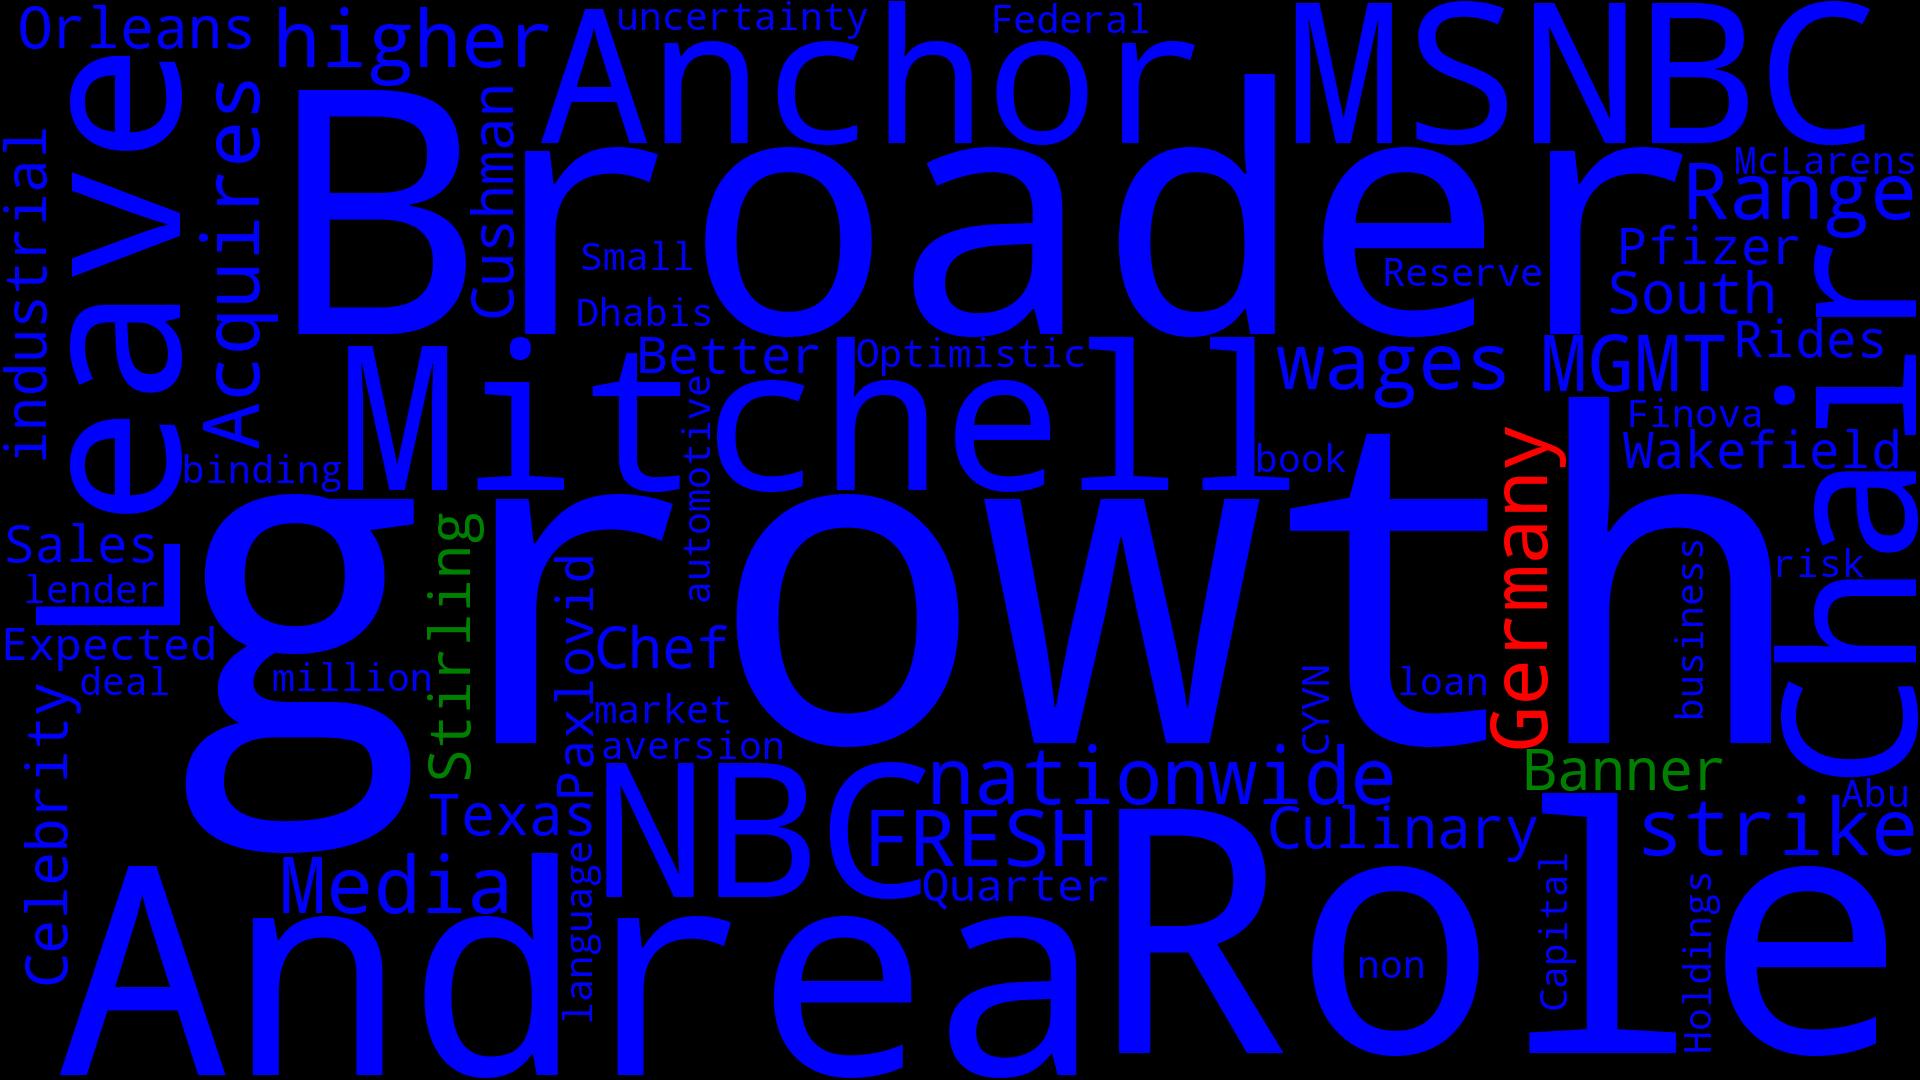 Orleans
higher
Anchor
uncertainty
Federal
MSNBC
Leave
industrial
Acquires
Broader
Cushman
Small
Dhabis
Reserve
McLarens
Range
Pfizer
South
Rides
Chair
Mitchell
Better
Optimistic
wages
MGMT
Finova
Wakefield
binding
automotive
book
growth
Germany
Sales
lender
Expected
deal
million
Stirling
Paxlovid
Chef
market
aversion
CYVN
loan
business
risk
Banner
Celebrity
Texas
NBC
nationwide
FRESH
Quarter
Culinary
strike
Abu
Media
Andrea
language
Role
non
Capital
Holdings